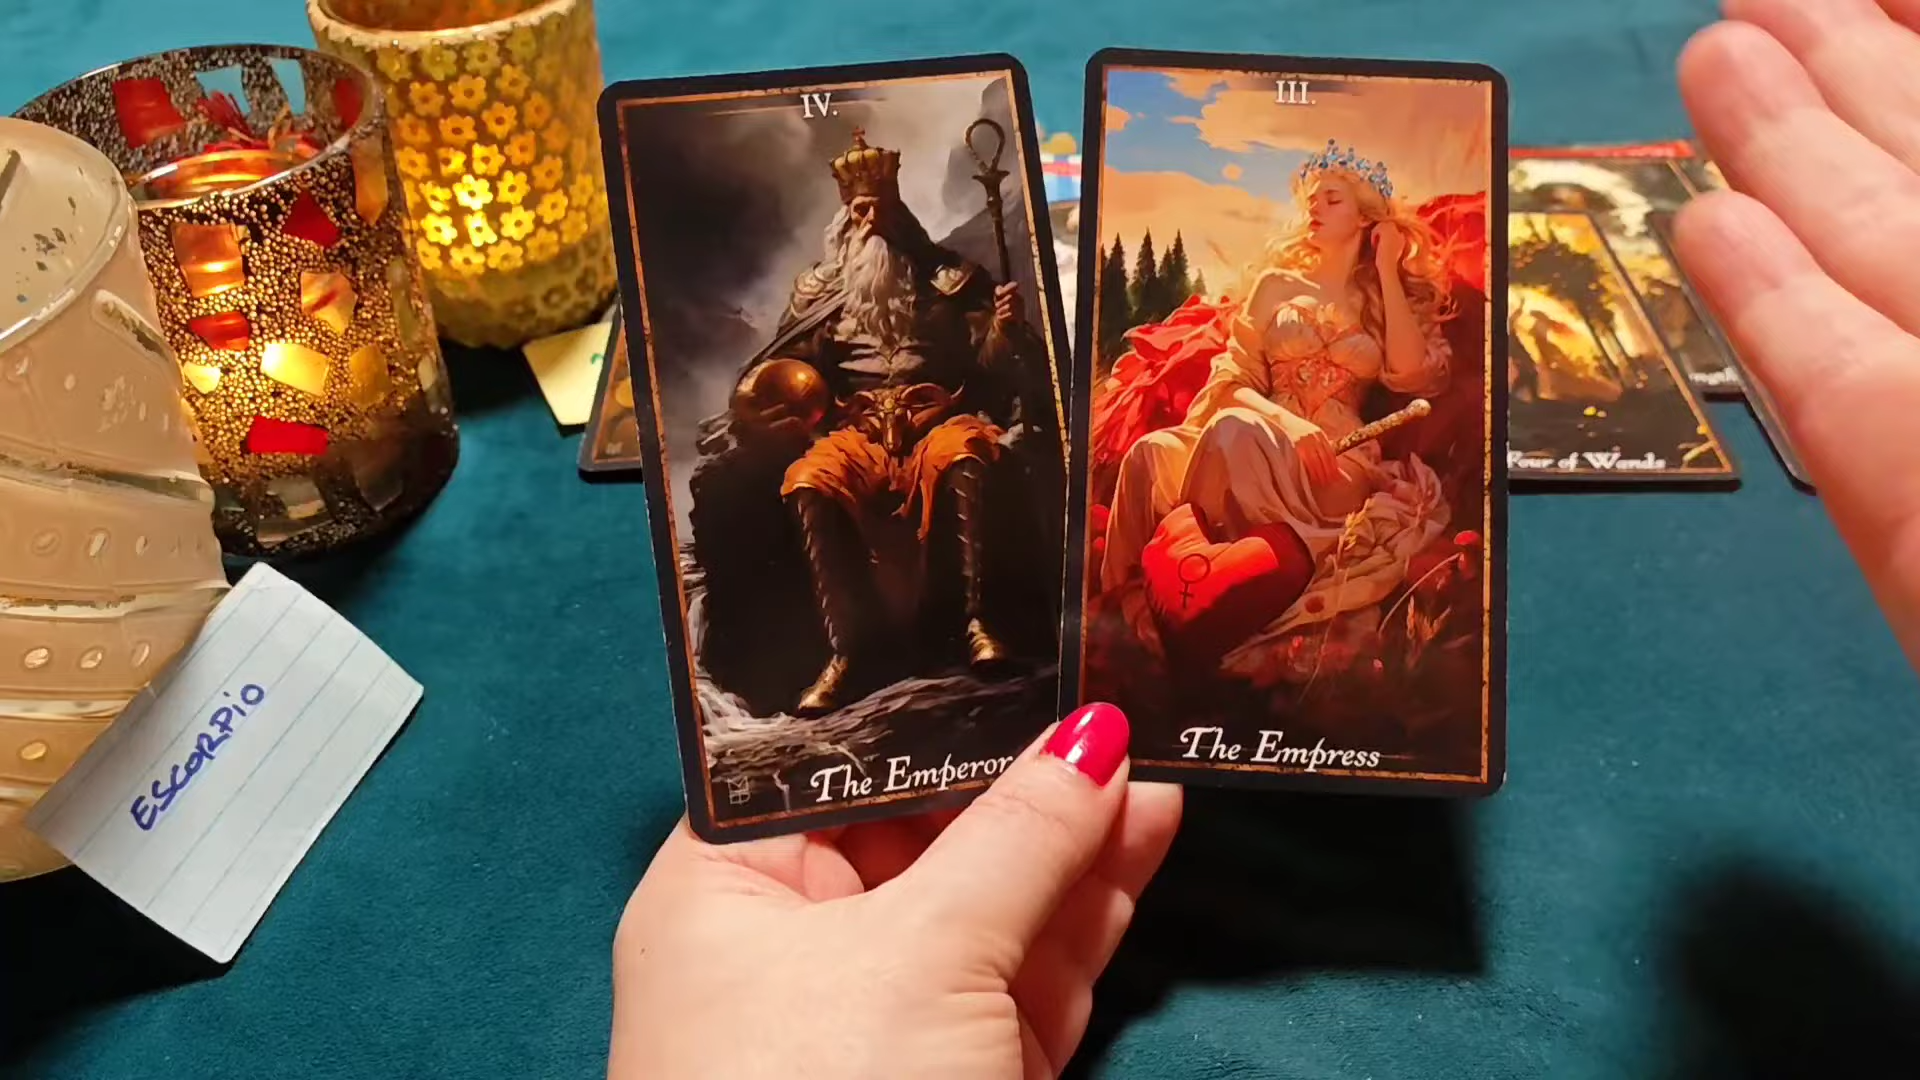 IV.
III.
The Emperor
The Empress
Four of Wands
ESCORPiO